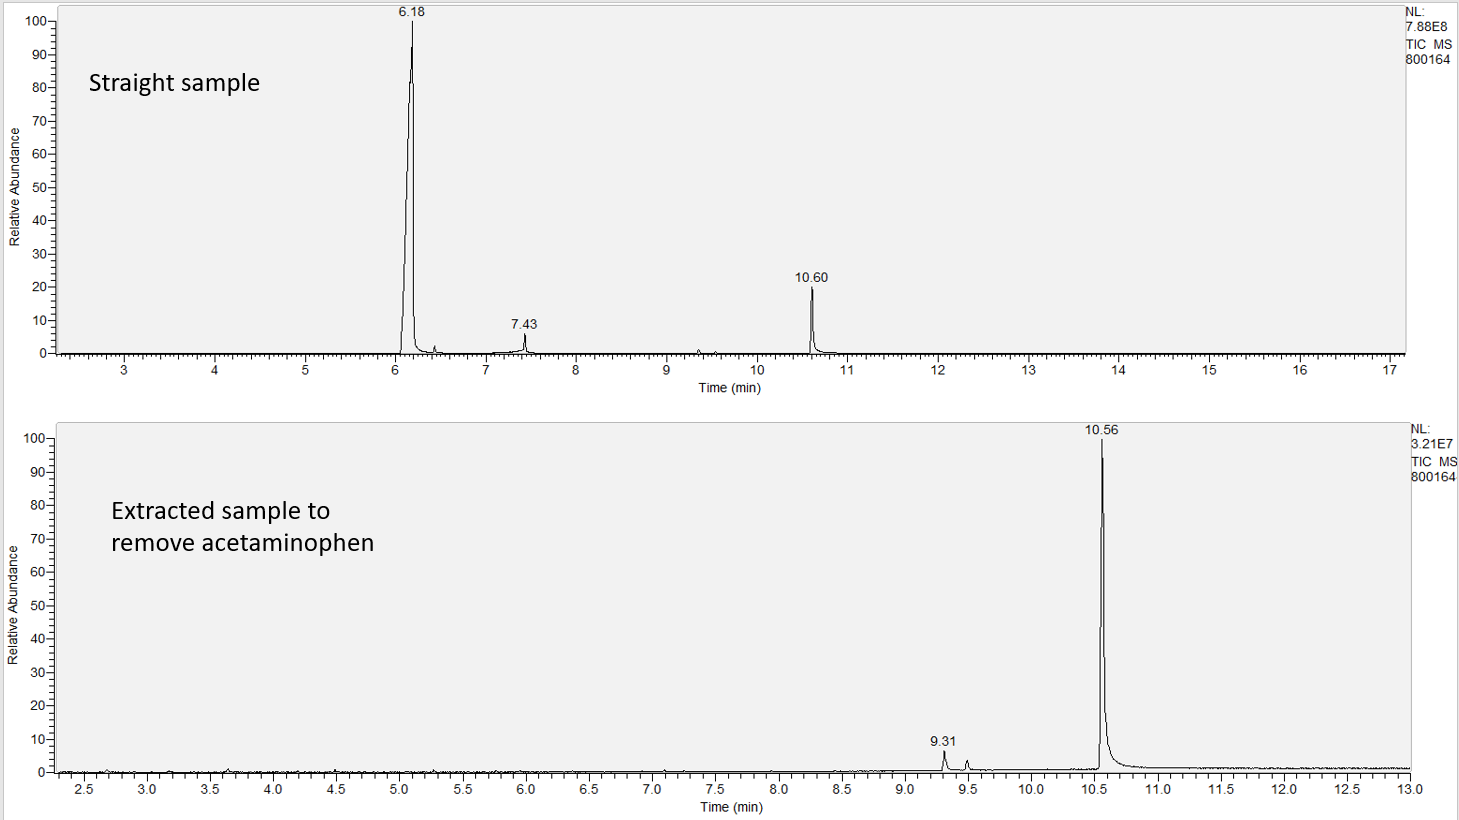 6.18
NL:
7.88E8
TIC MS
800164
Straight sample
100
90
80
70
60
50
40
30
20
10
0
Relative Abundance
10.60
7.43
3 4 5 6 7 8 9 10 11 12 13 14 15 16 17
Time (min)
10.56
NL:
3.21E7
TIC MS
800164
Extracted sample to
remove acetaminophen
100
90
80
70
60
50
40
30
20
10
0
Relative Abundance
9.31
2.5 3.0 3.5 4.0 4.5 5.0 5.5 6.0 6.5 7.0 7.5 8.0 8.5 9.0 9.5 10.0 10.5 11.0 11.5 12.0 12.5 13.0
Time (min)